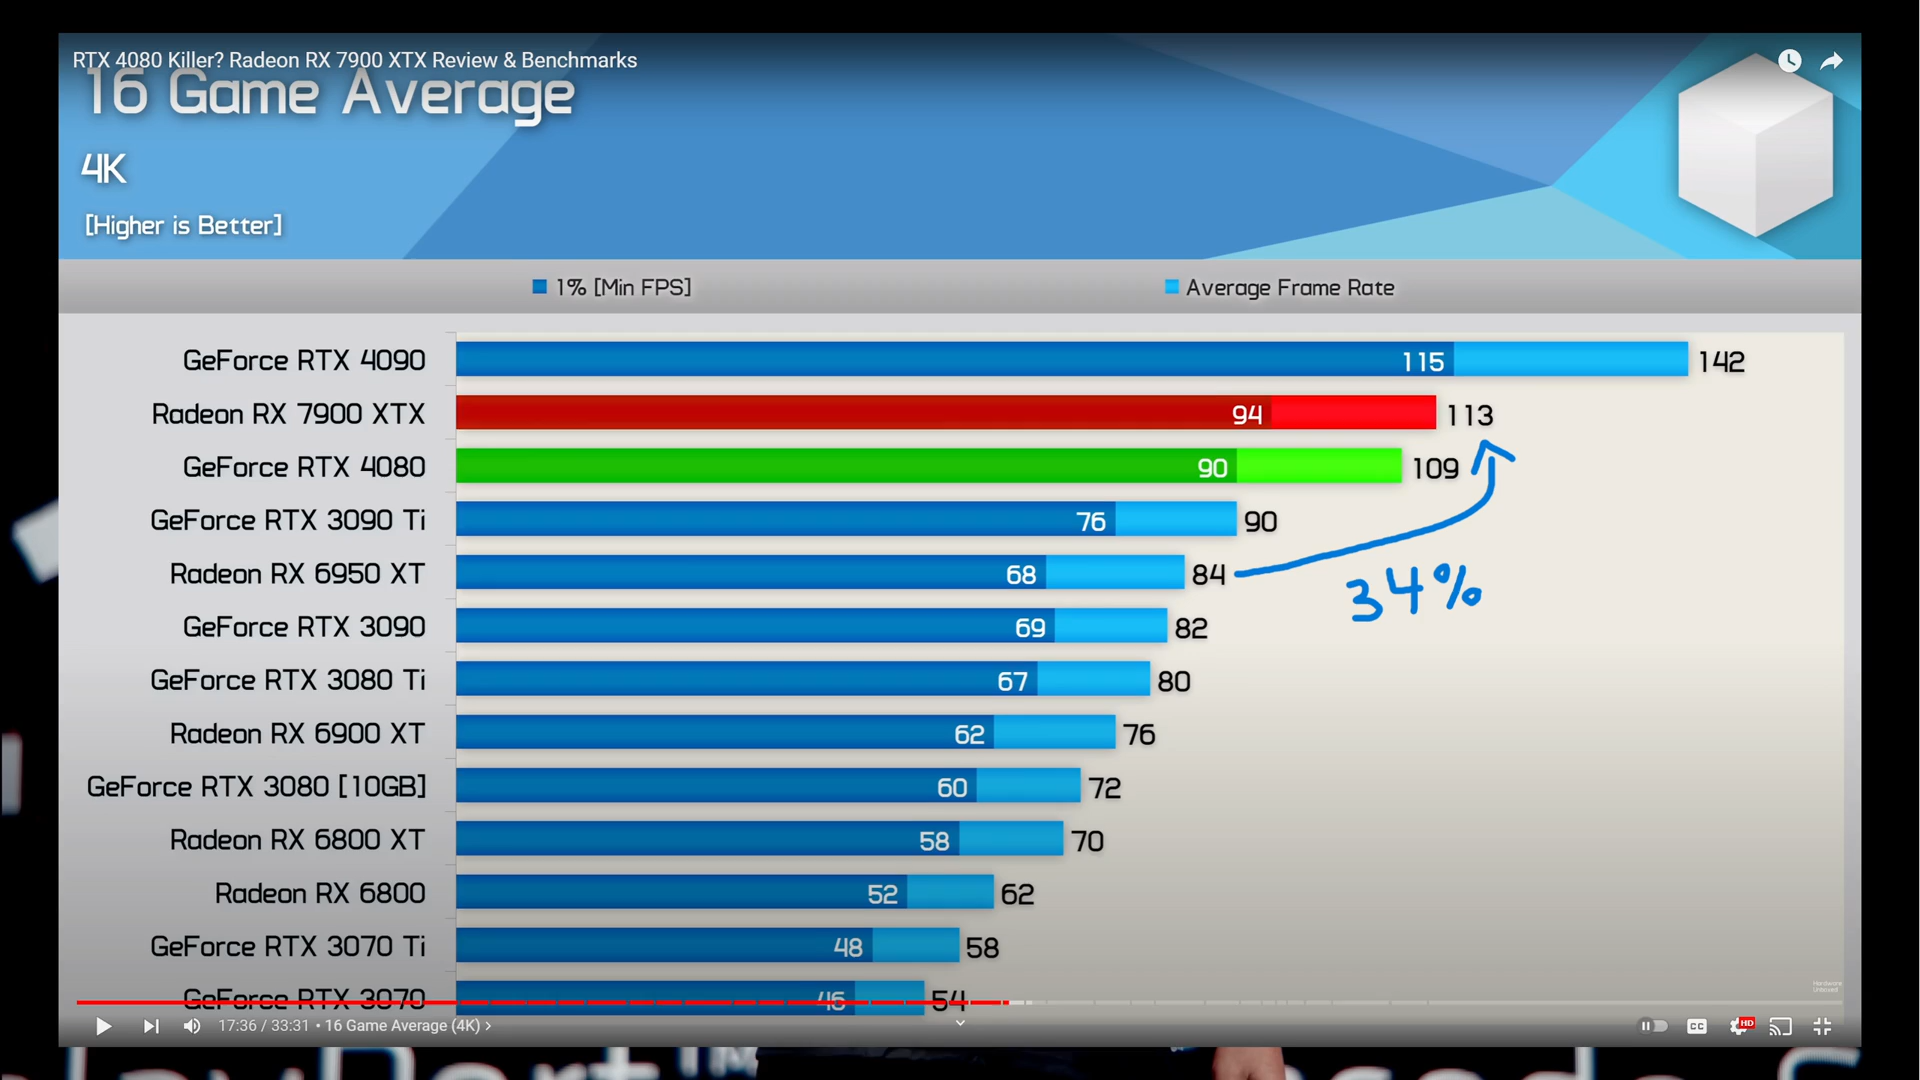 RTX 4080 Killer? Radeon RX 7900 XTX Review & Benchmarks
16 Game Average
4K
[Higher is Better]
1% [Min FPS]
Average Frame Rate
GeForce RTX 4090 115 142
Radeon RX 7900 XTX 94 113
GeForce RTX 4080 90 109
GeForce RTX 3090 Ti 76 90
Radeon RX 6950 XT 68 84
34%
GeForce RTX 3090 69 82
GeForce RTX 3080 Ti 67 80
Radeon RX 6900 XT 62 76
GeForce RTX 3080 [10GB] 60 72
Radeon RX 6800 XT 58 70
Radeon RX 6800 52 62
GeForce RTX 3070 Ti 48 58
GeForce RTX 3070 46 54
Hardware
Unboxed
17:36 / 33:31 • 16 Game Average (4K) >
CC
HD